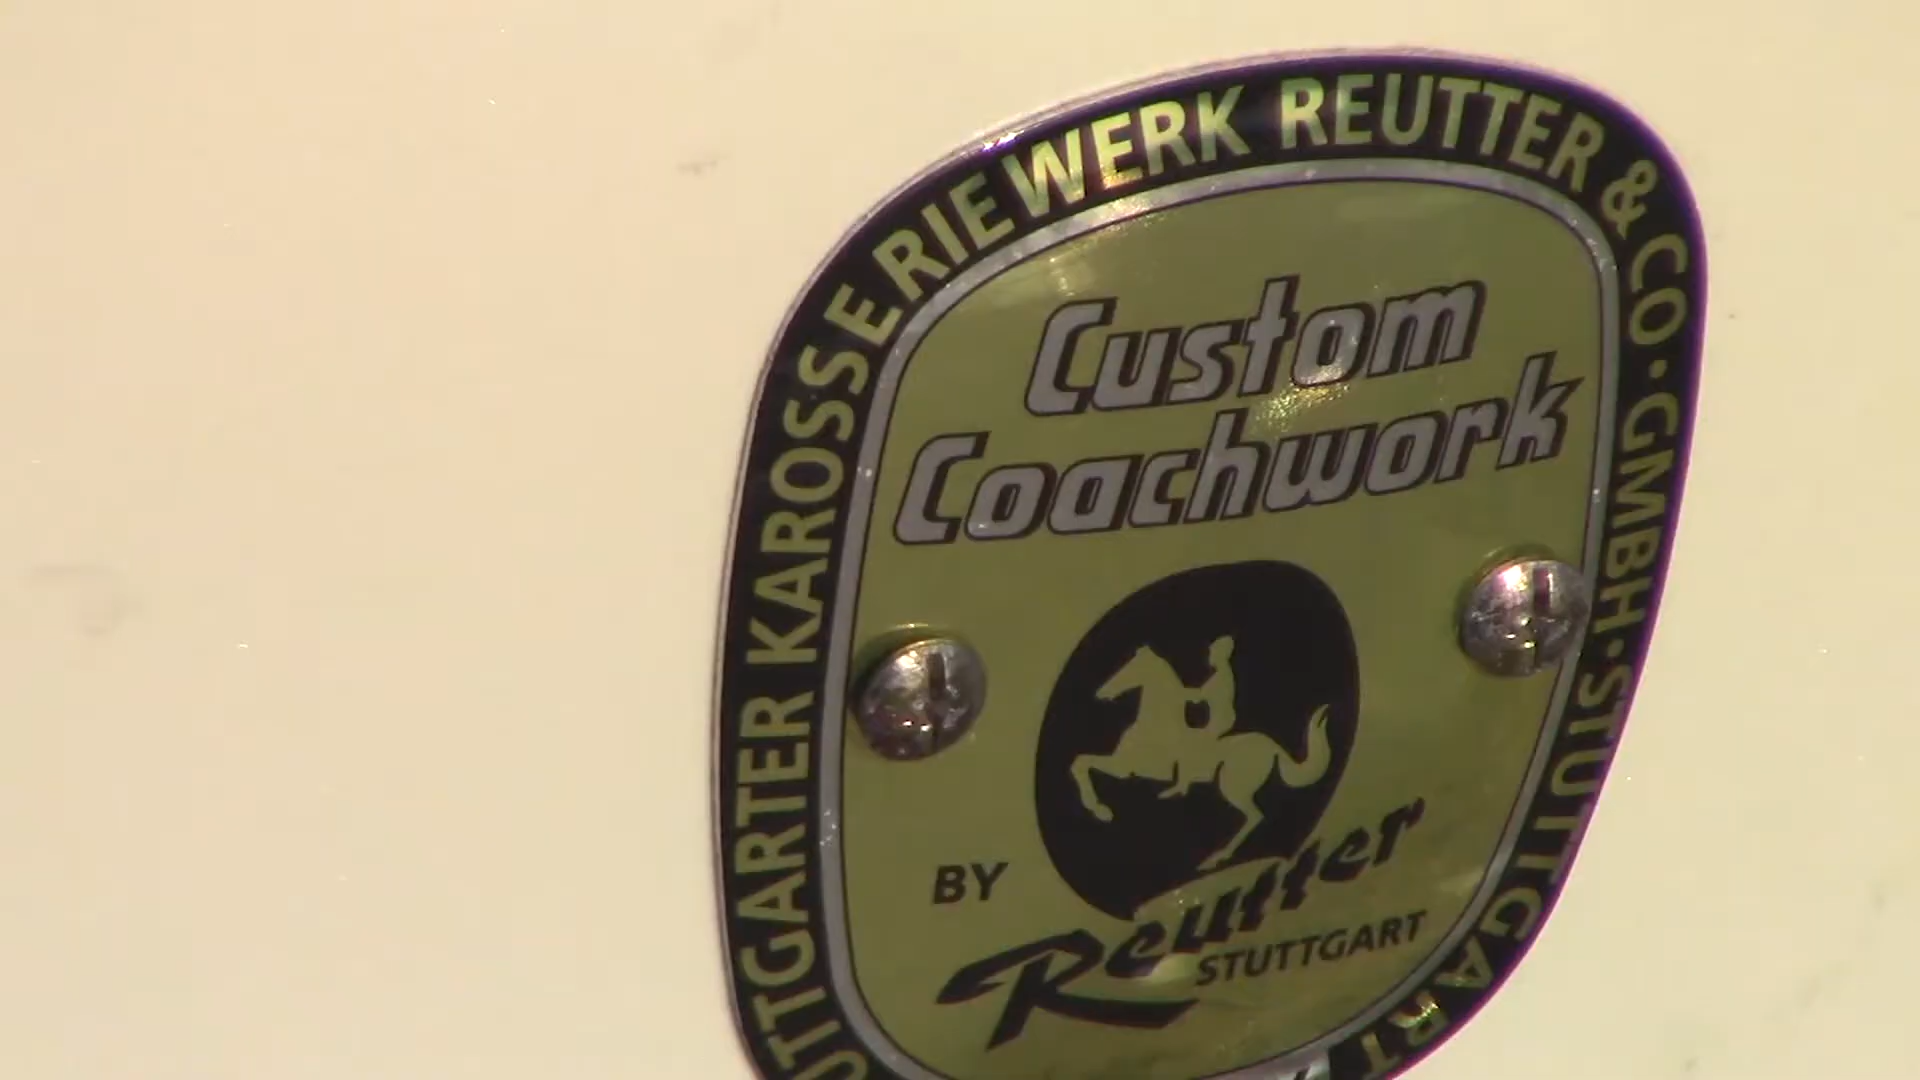 UTTGARTER KAROSSERIEWERK REUTTER & CO · GMBH · STUTTGART
Custom
Coachwork
BY
Reutter
STUTTGART